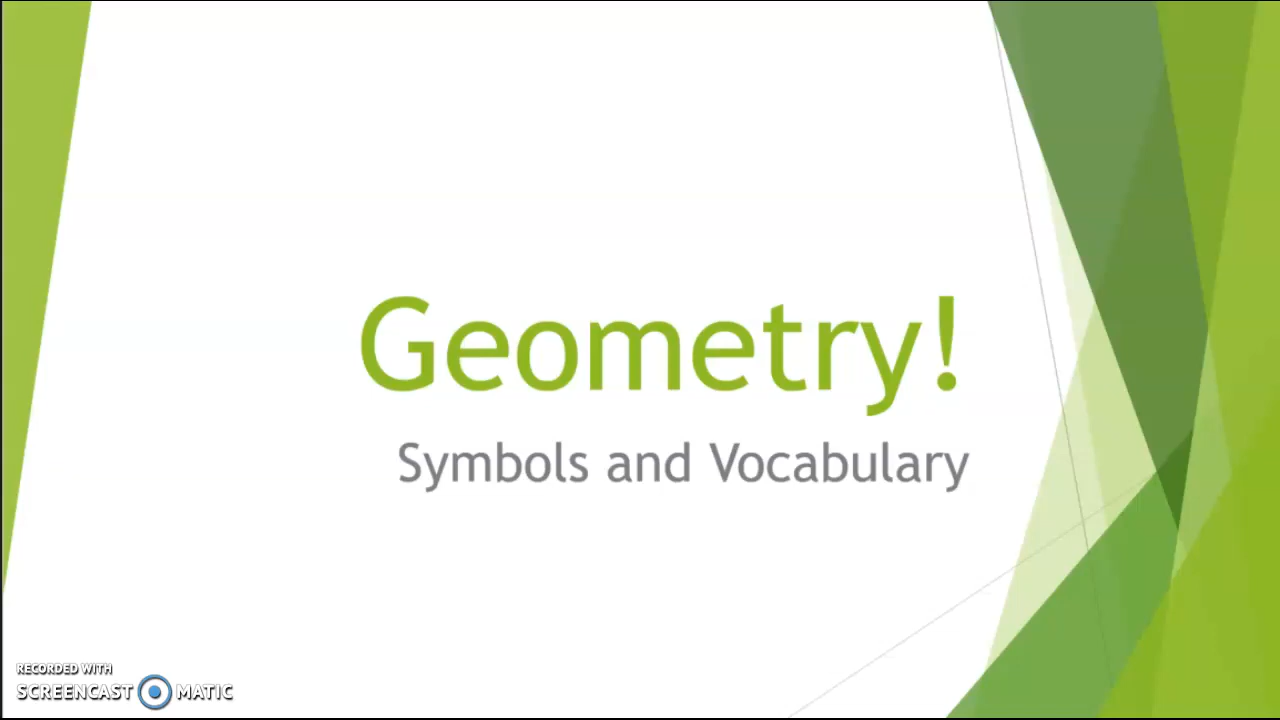 Geometry!
Symbols and Vocabulary
RECORDED WITH
SCREENCAST MATIC